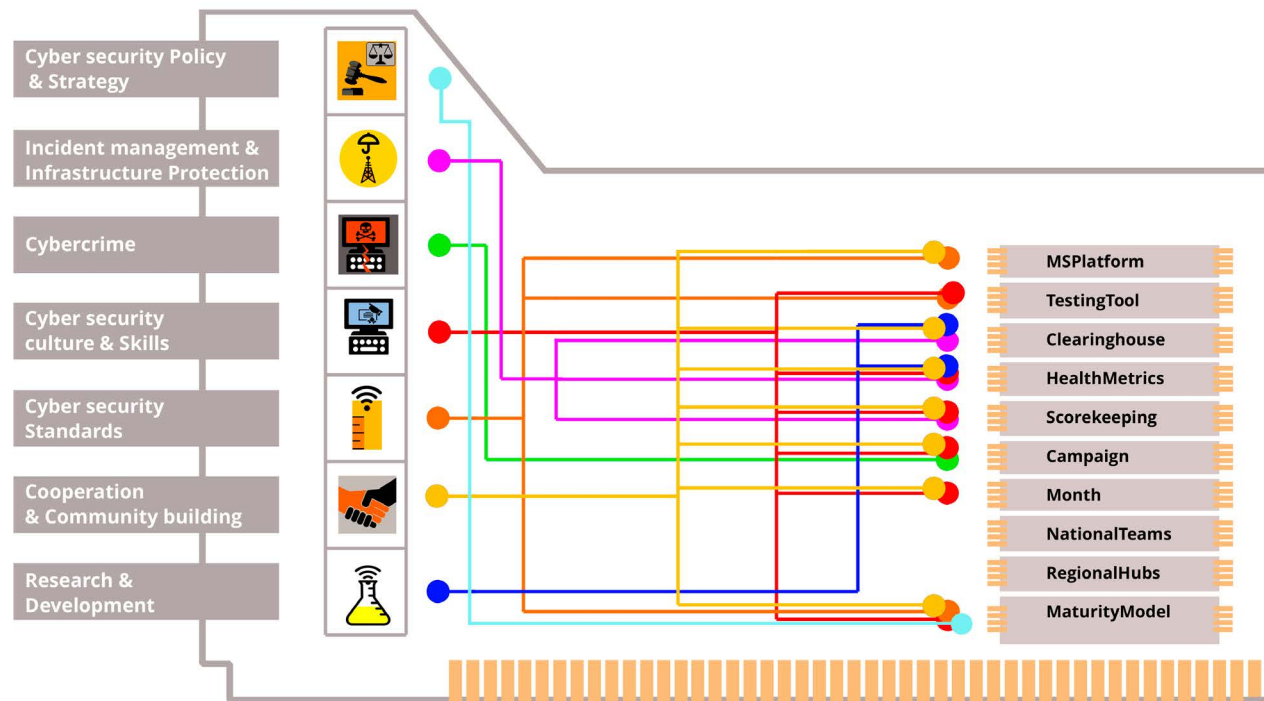 Cyber security Policy
& Strategy
Incident management &
Infrastructure Protection
Cybercrime
Cyber security
culture & Skills
Cyber security
Standards
Cooperation
& Community building
Research &
Development
MSPlatform
TestingTool
Clearinghouse
HealthMetrics
Scorekeeping
Campaign
Month
NationalTeams
RegionalHubs
MaturityModel